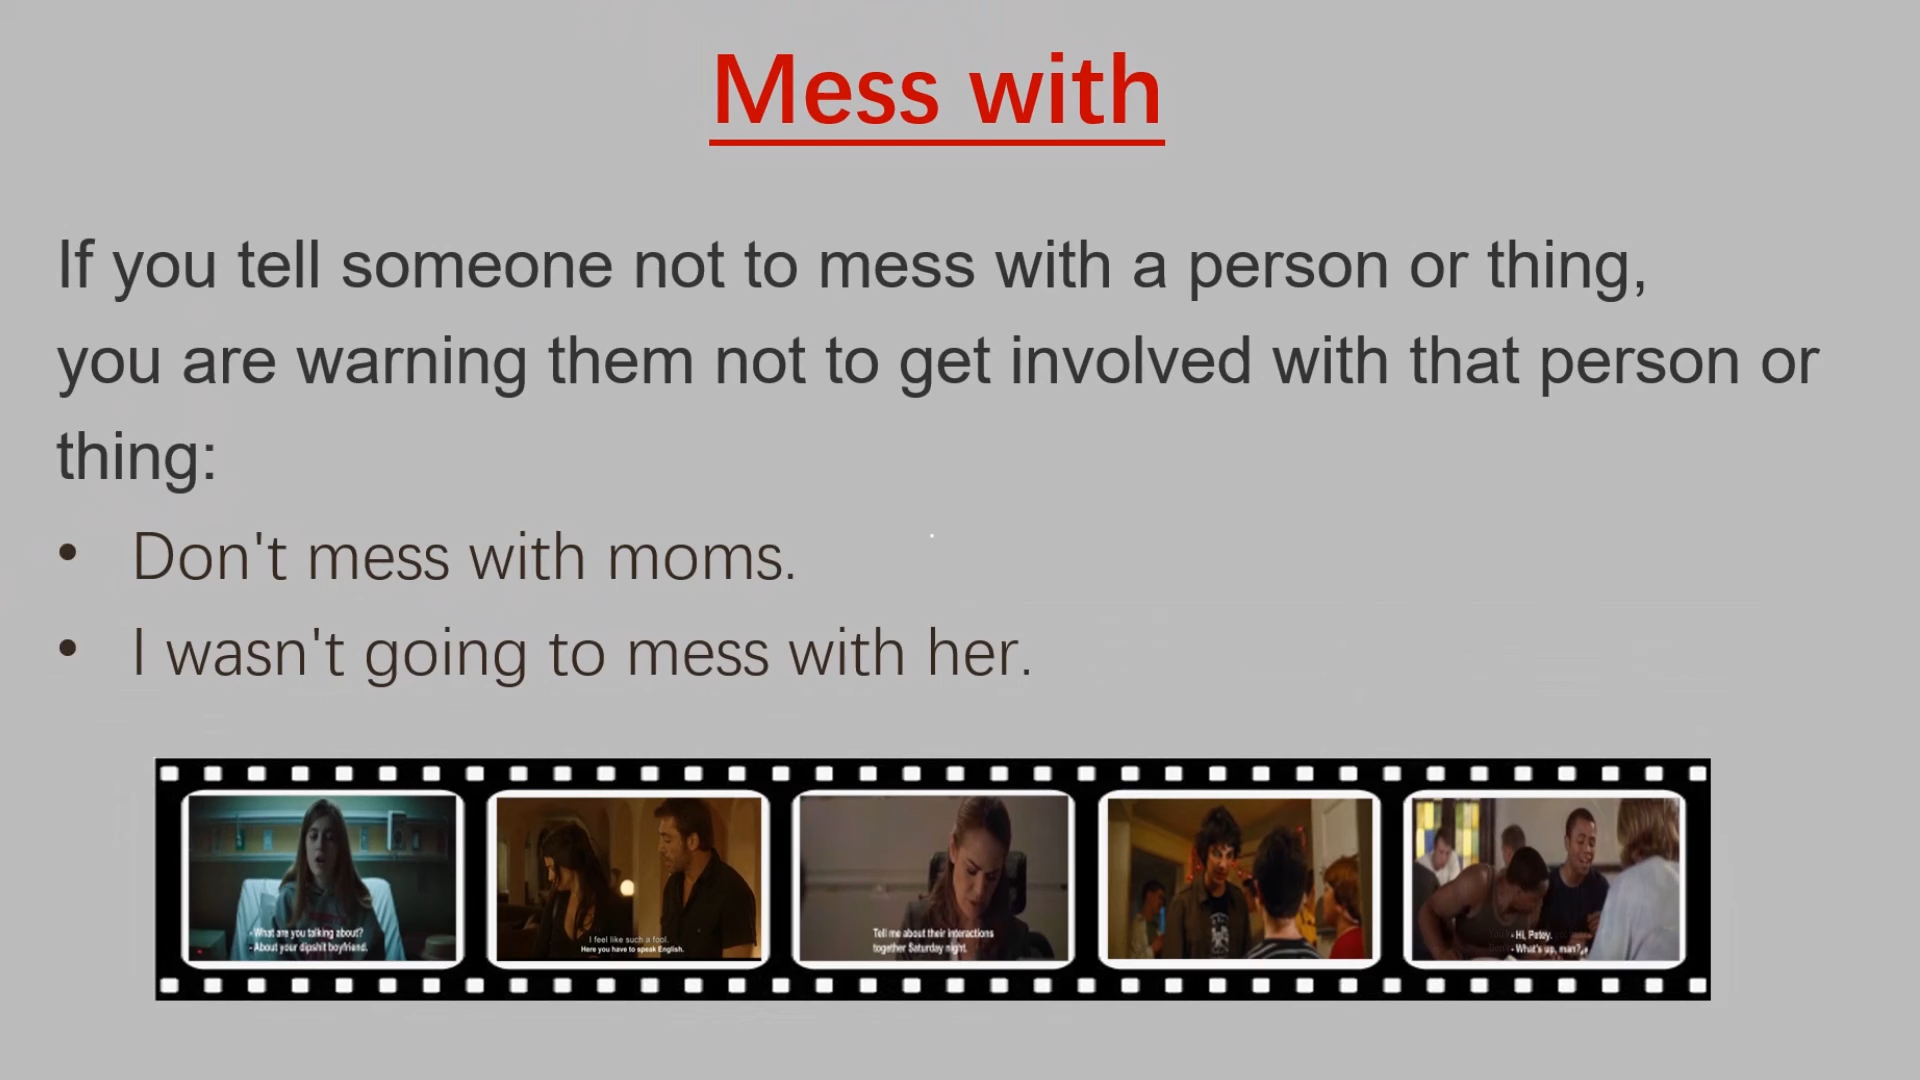 Mess with
If you tell someone not to mess with a person or thing,
you are warning them not to get involved with that person or
thing:
• Don't mess with moms.
• I wasn't going to mess with her.
- What are you talking about?
- About your dipshit boyfriend.
I feel like such a fool.
Here you have to speak English.
Tell me about their interactions
together Saturday night.
- Hi, Petey.
- What's up, man?